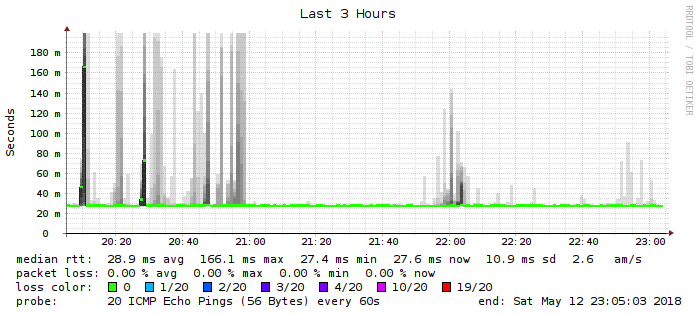 Last 3 Hours
RRDTOOL / TOBI OETIKER
Seconds
180 m
160 m
140 m
120 m
100 m
80 m
60 m
40 m
20 m
0
20:20 20:40 21:00 21:20 21:40 22:00 22:20 22:40 23:00
median rtt: 28.9 ms avg 166.1 ms max 27.4 ms min 27.6 ms now 10.9 ms sd 2.6 am/s
packet loss: 0.00 % avg 0.00 % max 0.00 % min 0.00 % now
loss color: 0 1/20 2/20 3/20 4/20 10/20 19/20
probe: 20 ICMP Echo Pings (56 Bytes) every 60s end: Sat May 12 23:05:03 2018